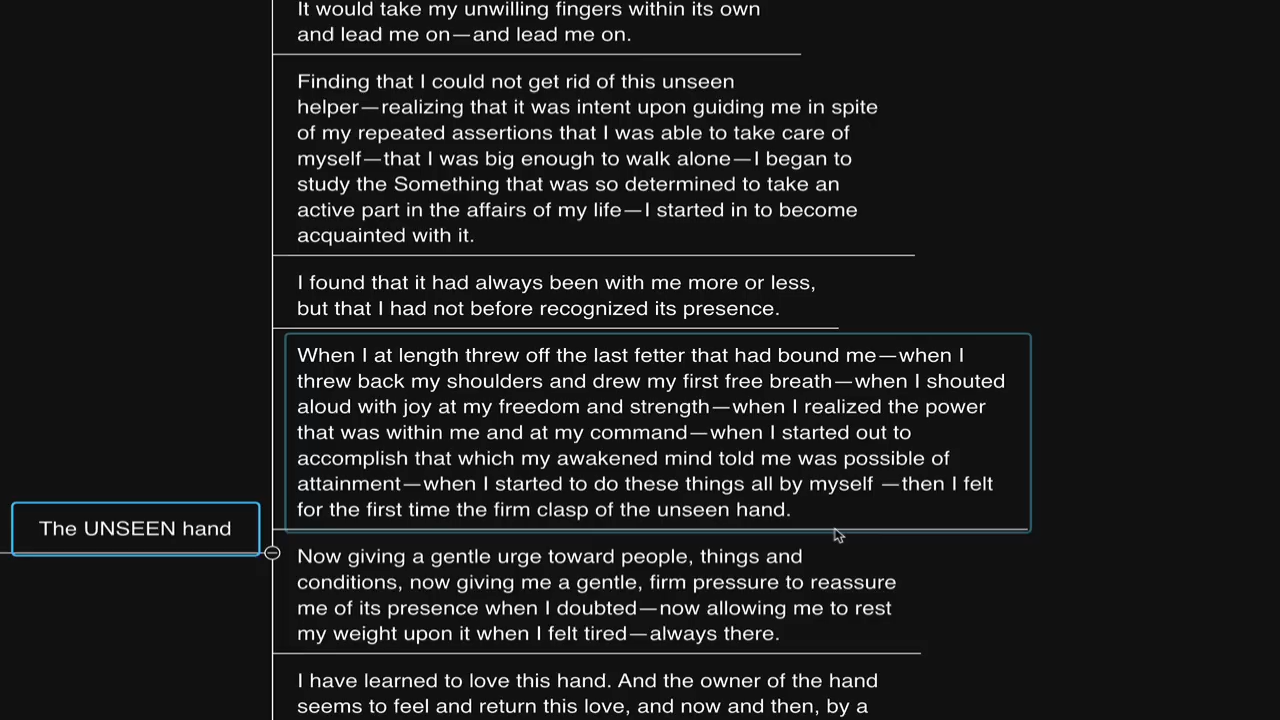 It would take my unwilling fingers within its own
and lead me on—and lead me on.
Finding that I could not get rid of this unseen
helper—realizing that it was intent upon guiding me in spite
of my repeated assertions that I was able to take care of
myself—that I was big enough to walk alone—I began to
study the Something that was so determined to take an
active part in the affairs of my life—I started in to become
acquainted with it.
I found that it had always been with me more or less,
but that I had not before recognized its presence.
When I at length threw off the last fetter that had bound me—when I
threw back my shoulders and drew my first free breath—when I shouted
aloud with joy at my freedom and strength—when I realized the power
that was within me and at my command—when I started out to
accomplish that which my awakened mind told me was possible of
attainment—when I started to do these things all by myself —then I felt
for the first time the firm clasp of the unseen hand.
The UNSEEN hand
Now giving a gentle urge toward people, things and
conditions, now giving me a gentle, firm pressure to reassure
me of its presence when I doubted—now allowing me to rest
my weight upon it when I felt tired—always there.
I have learned to love this hand. And the owner of the hand
seems to feel and return this love, and now and then, by a